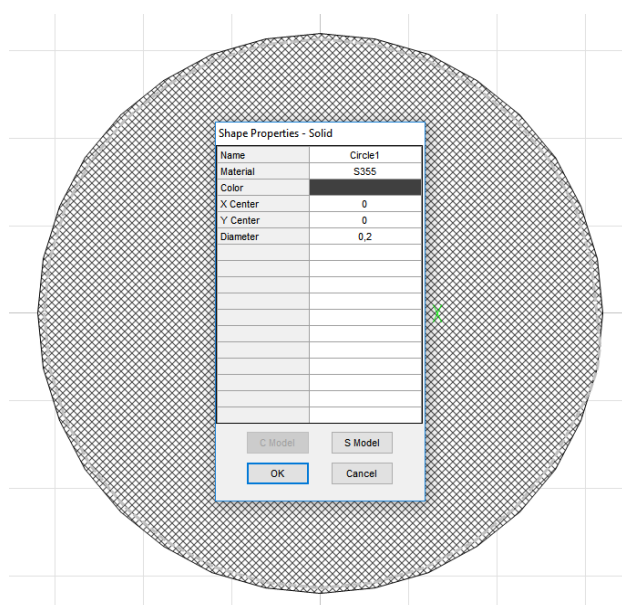 Shape Properties - Solid
Name Circle1
Material S355
Color
X Center 0
Y Center 0
Diameter 0,2
C Model S Model
OK Cancel
X